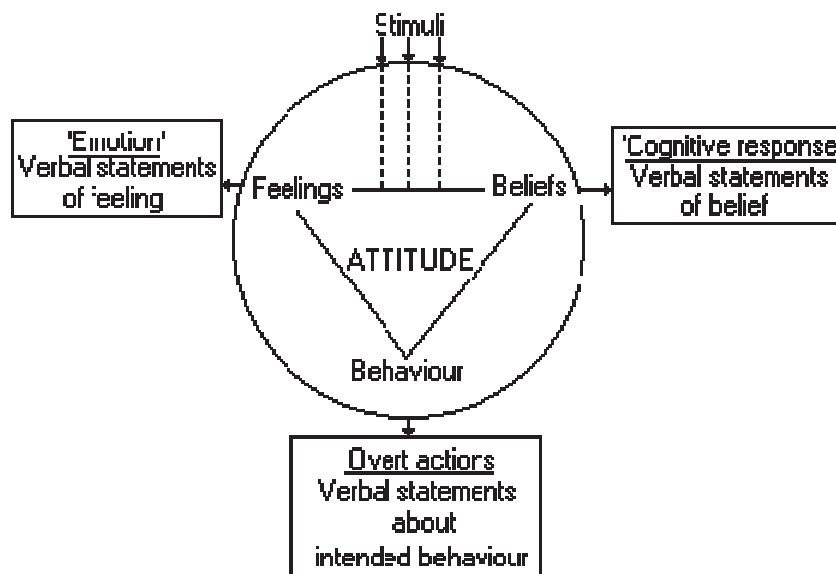 Stimuli
'Emotion'
Verbal statements
of feeling
Feelings
Beliefs
'Cognitive response
Verbal statements
of belief
ATTITUDE
Behaviour
Overt actions
Verbal statements
about
intended behaviour